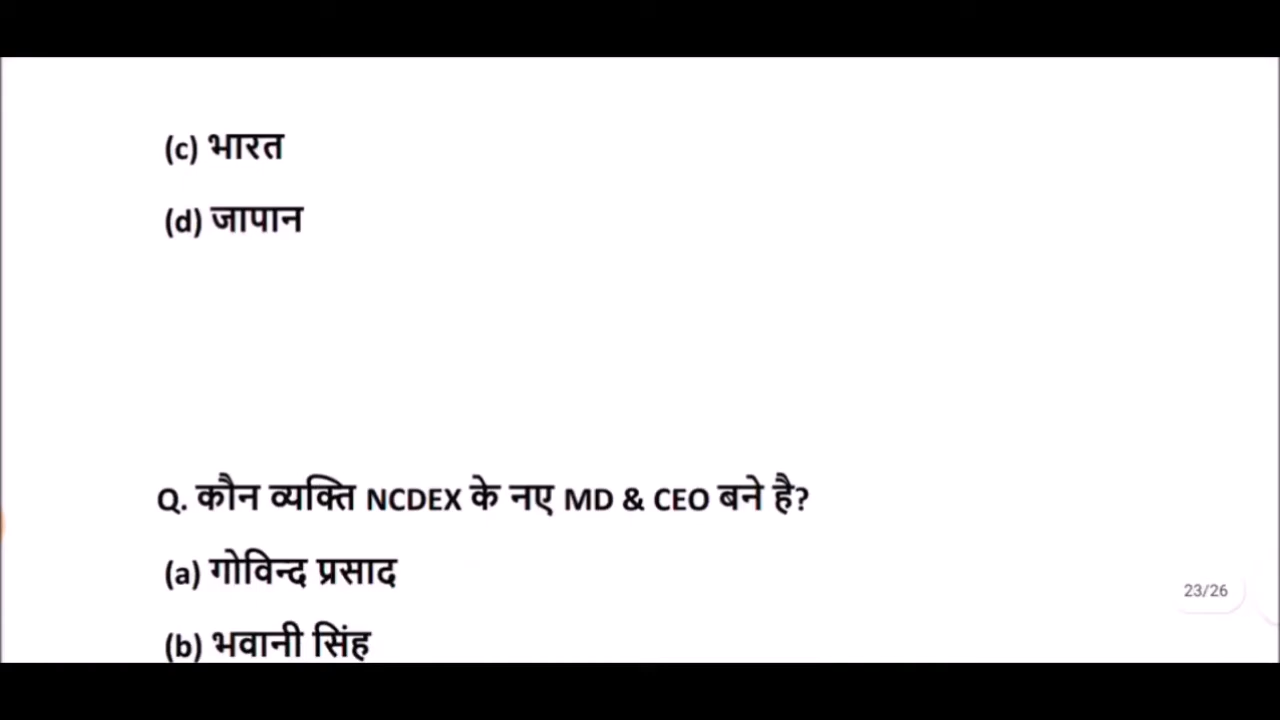 (c) भारत
(d) जापान
Q. कौन व्यक्ति NCDEX के नए MD & CEO बने है?
(a) गोविन्द प्रसाद
23/26
(b) भवानी सिंह